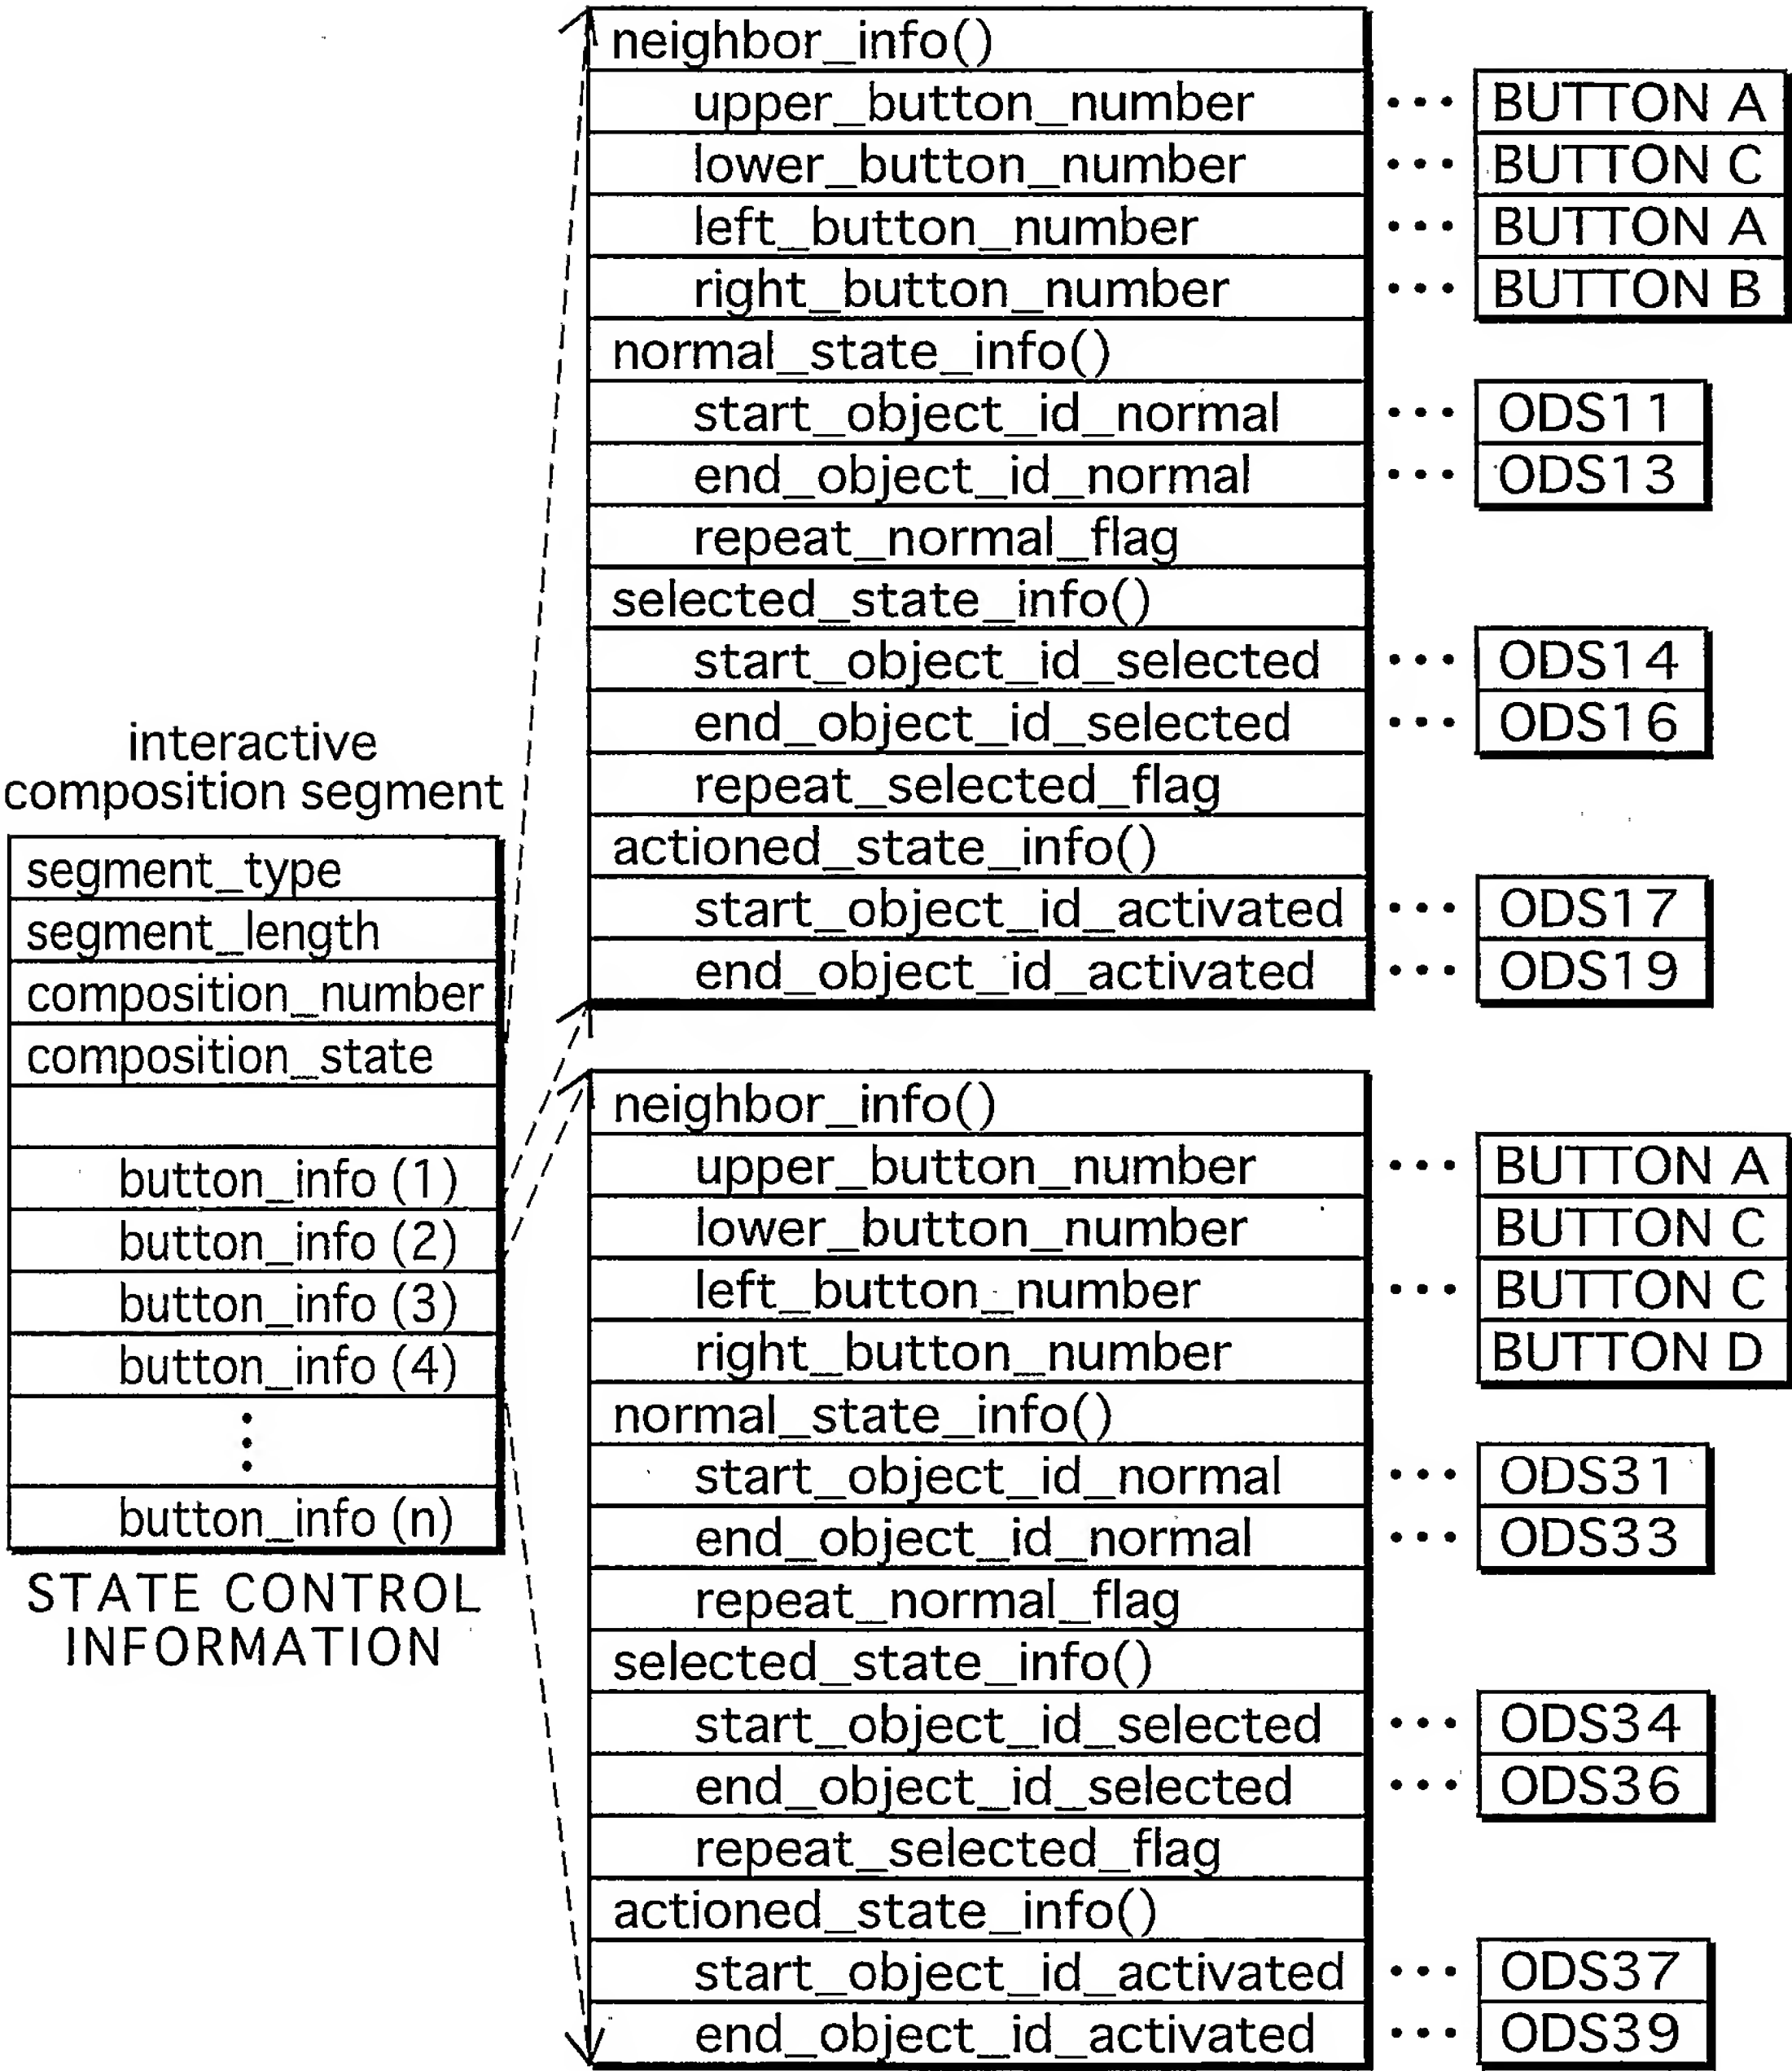 interactive
composition segment
segment_type
segment_length
composition_number
composition_state
button_info (1)
button_info (2)
button_info (3)
button_info (4)
button_info (n)
STATE CONTROL
INFORMATION
neighbor_info()
upper_button_number ••• BUTTON A
lower_button_number ••• BUTTON C
left_button_number ••• BUTTON A
right_button_number ••• BUTTON B
normal_state_info()
start_object_id_normal ••• ODS11
end_object_id_normal ••• ODS13
repeat_normal_flag
selected_state_info()
start_object_id_selected ••• ODS14
end_object_id_selected ••• ODS16
repeat_selected_flag
actioned_state_info()
start_object_id_activated ••• ODS17
end_object_id_activated ••• ODS19
neighbor_info()
upper_button_number ••• BUTTON A
lower_button_number BUTTON C
left_button_number ••• BUTTON C
right_button_number BUTTON D
normal_state_info()
start_object_id_normal ••• ODS31
end_object_id_normal ••• ODS33
repeat_normal_flag
selected_state_info()
start_object_id_selected ••• ODS34
end_object_id_selected ••• ODS36
repeat_selected_flag
actioned_state_info()
start_object_id_activated ••• ODS37
end_object_id_activated ••• ODS39